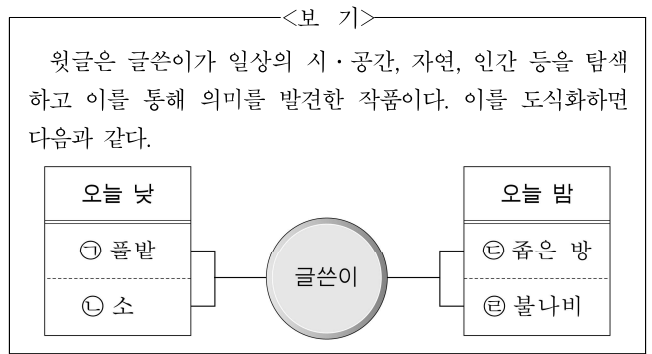 <보 기>
윗글은 글쓴이가 일상의 시·공간, 자연, 인간 등을 탐색
하고 이를 통해 의미를 발견한 작품이다. 이를 도식화하면
다음과 같다.
오늘 낮
㉠ 풀밭
㉡ 소
글쓴이
오늘 밤
㉢ 좁은 방
㉣ 불나비